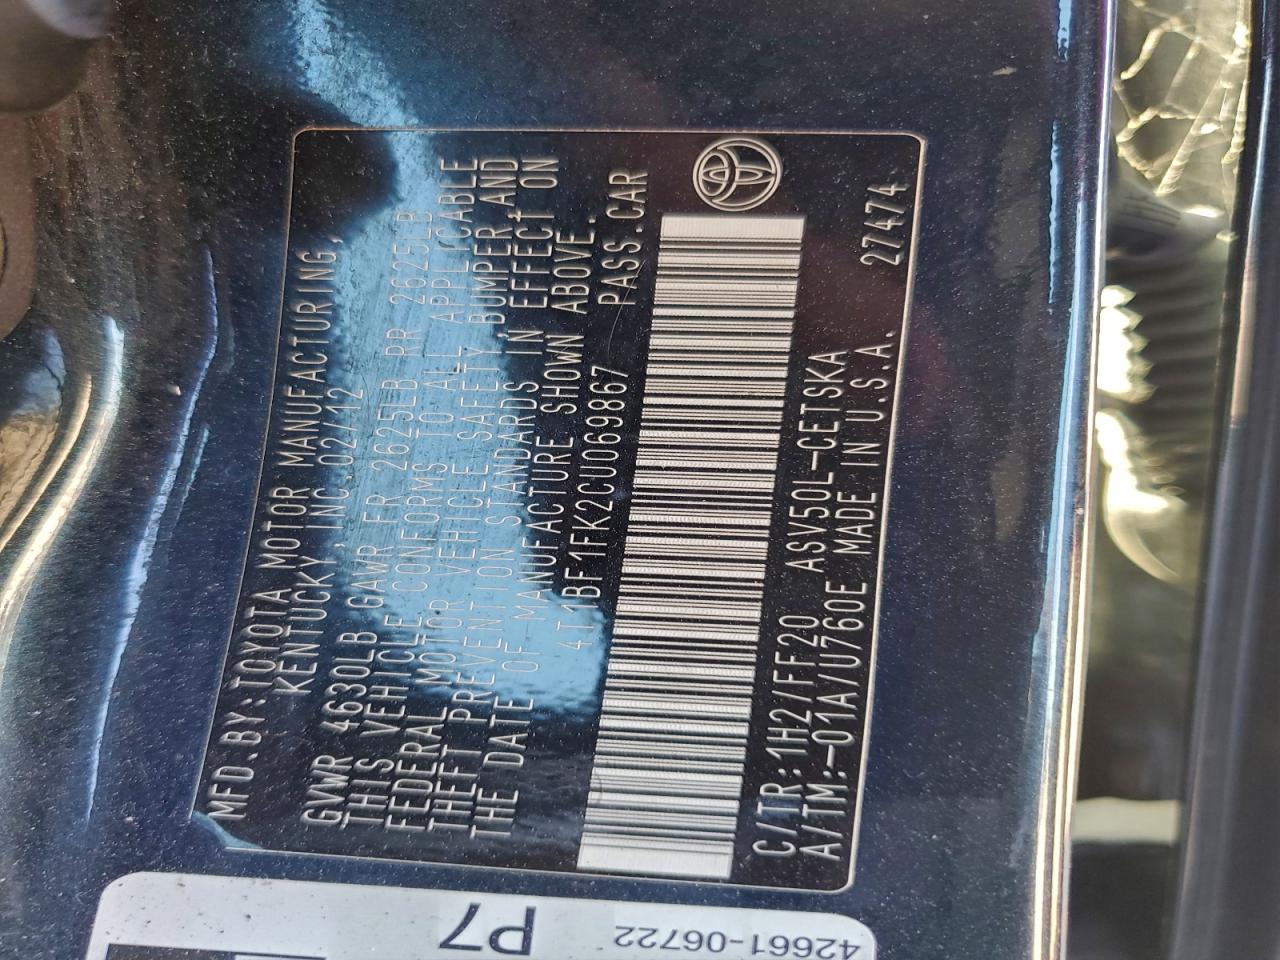 MFD.BY:TOYOTA MOTOR MANUFACTURING,
KENTUCKY,INC.02/12
GVWR 4630LB GAWR FR 2625LB RR 2625LB
THIS VEHICLE CONFORMS TO ALL APPLICABLE
FEDERAL MOTOR VEHICLE SAFETY,BUMPER,AND
THEFT PREVENTION STANDARDS IN EFFECT ON
THE DATE OF MANUFACTURE SHOWN ABOVE.
4T1BF1FK2CU069867 PASS.CAR
C/TR:1H2/FF20 ASV50L-CETSKA
A/TM:-01A/U760E MADE IN U.S.A. 27474
P7
42661-06722